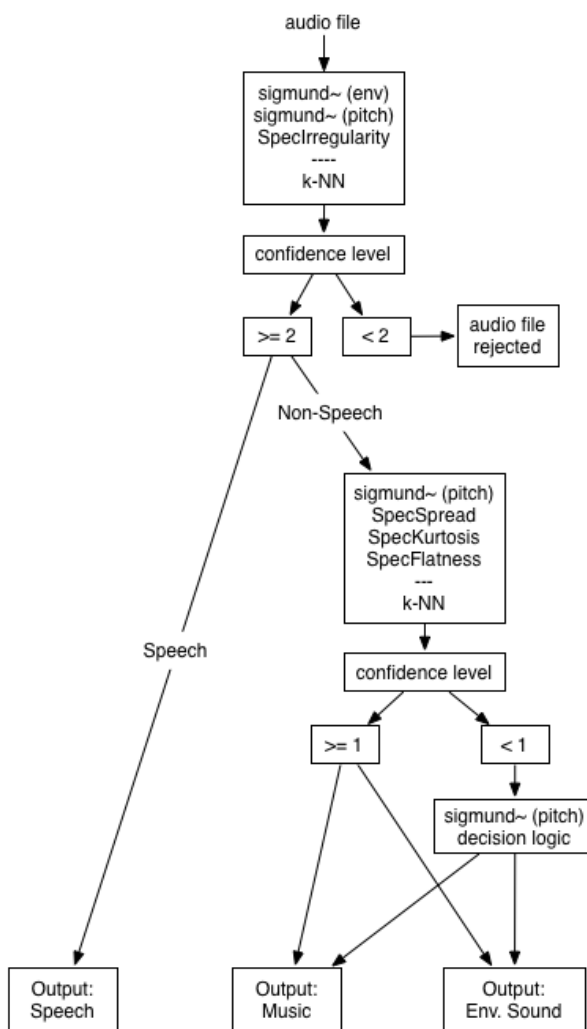 audio file
sigmund~ (env)
sigmund~ (pitch)
SpecIrregularity
----
k-NN
confidence level
>= 2
< 2
audio file
rejected
Non-Speech
sigmund~ (pitch)
SpecSpread
SpecKurtosis
SpecFlatness
---
k-NN
Speech
confidence level
>= 1
< 1
sigmund~ (pitch)
decision logic
Output:
Speech
Output:
Music
Output:
Env. Sound